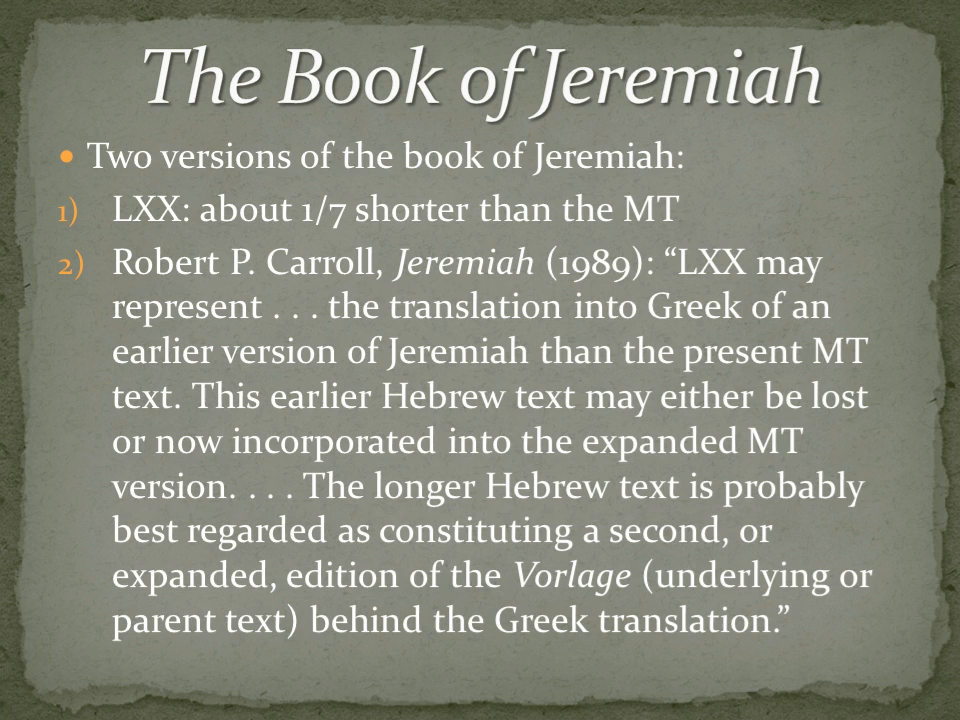 The Book of Jeremiah
• Two versions of the book of Jeremiah:
1) LXX: about 1/7 shorter than the MT
2) Robert P. Carroll, Jeremiah (1989): “LXX may
represent . . . the translation into Greek of an
earlier version of Jeremiah than the present MT
text. This earlier Hebrew text may either be lost
or now incorporated into the expanded MT
version. . . . The longer Hebrew text is probably
best regarded as constituting a second, or
expanded, edition of the Vorlage (underlying or
parent text) behind the Greek translation.”